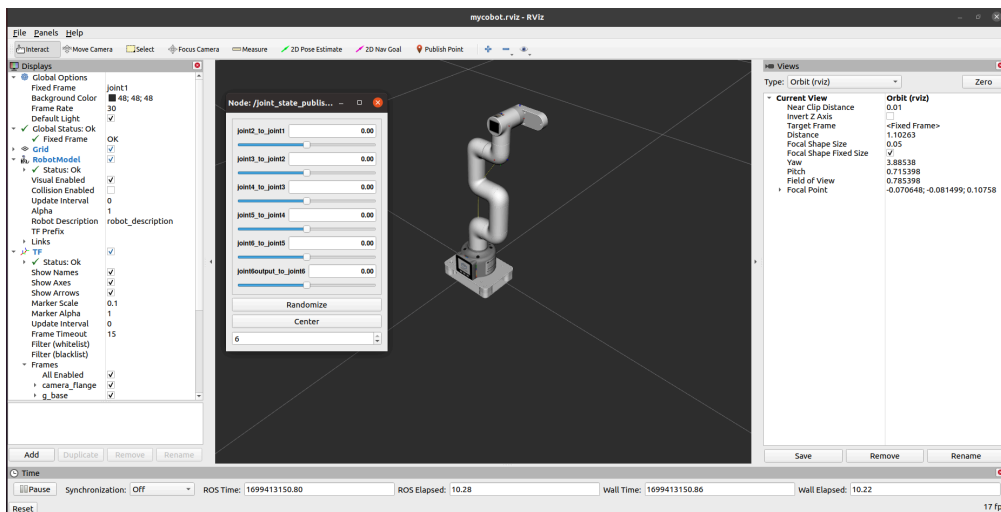 mycobot.rviz - RViz
File Panels Help
Interact Move Camera Select Focus Camera Measure 2D Pose Estimate 2D Nav Goal Publish Point
Displays
Global Options
Fixed Frame joint1
Background Color 48; 48; 48
Frame Rate 30
Default Light
Global Status: Ok
Fixed Frame OK
Grid
RobotModel
Status: Ok
Visual Enabled
Collision Enabled
Update Interval 0
Alpha 1
Robot Description robot_description
TF Prefix
Links
TF
Status: Ok
Show Names
Show Axes
Show Arrows
Marker Scale 0.1
Marker Alpha 1
Update Interval 0
Frame Timeout 15
Filter (whitelist)
Filter (blacklist)
Frames
All Enabled
camera_flange
g_base
Add Duplicate Remove Rename
Node: /joint_state_publis...
joint2_to_joint1 0.00
joint3_to_joint2 0.00
joint4_to_joint3 0.00
joint5_to_joint4 0.00
joint6_to_joint5 0.00
joint6output_to_joint6 0.00
Randomize
Center
6
Views
Type: Orbit (rviz) Zero
Current View Orbit (rviz)
Near Clip Distance 0.01
Invert Z Axis
Target Frame <Fixed Frame>
Distance 1.10263
Focal Shape Size 0.05
Focal Shape Fixed Size
Yaw 3.88538
Pitch 0.715398
Field of View 0.785398
Focal Point -0.070648; -0.081499; 0.10758
Save Remove Rename
Time
Pause Synchronization: Off ROS Time: 1699413150.80 ROS Elapsed: 10.28 Wall Time: 1699413150.86 Wall Elapsed: 10.22
Reset 17 fp